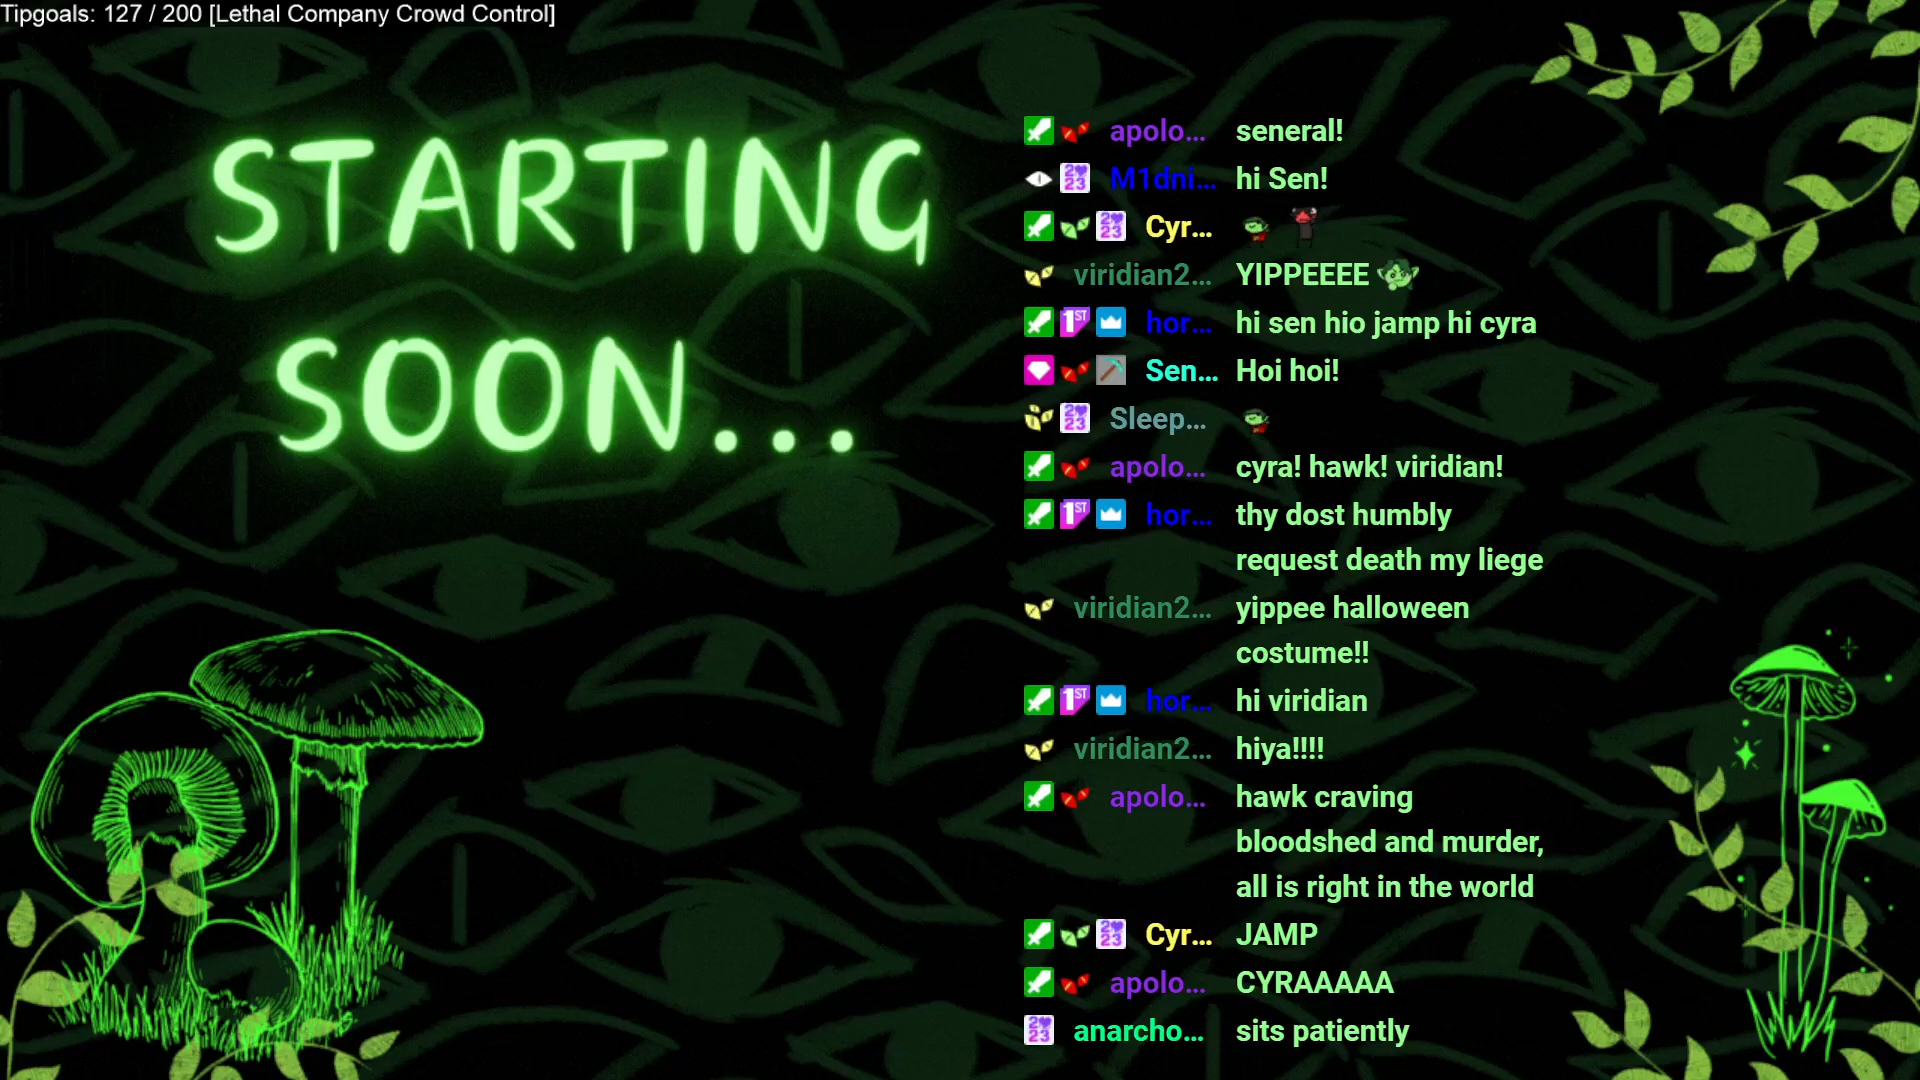 Tipgoals: 127 / 200 [Lethal Company Crowd Control]
STARTING
SOON...
apolo... seneral!
M1dni... hi Sen!
Cyr...
viridian2... YIPPEEEE
hor... hi sen hio jamp hi cyra
Sen... Hoi hoi!
Sleep...
apolo... cyra! hawk! viridian!
hor... thy dost humbly
request death my liege
viridian2... yippee halloween
costume!!
hor... hi viridian
viridian2... hiya!!!!
apolo... hawk craving
bloodshed and murder,
all is right in the world
Cyr... JAMP
apolo... CYRAAAAA
anarcho... sits patiently